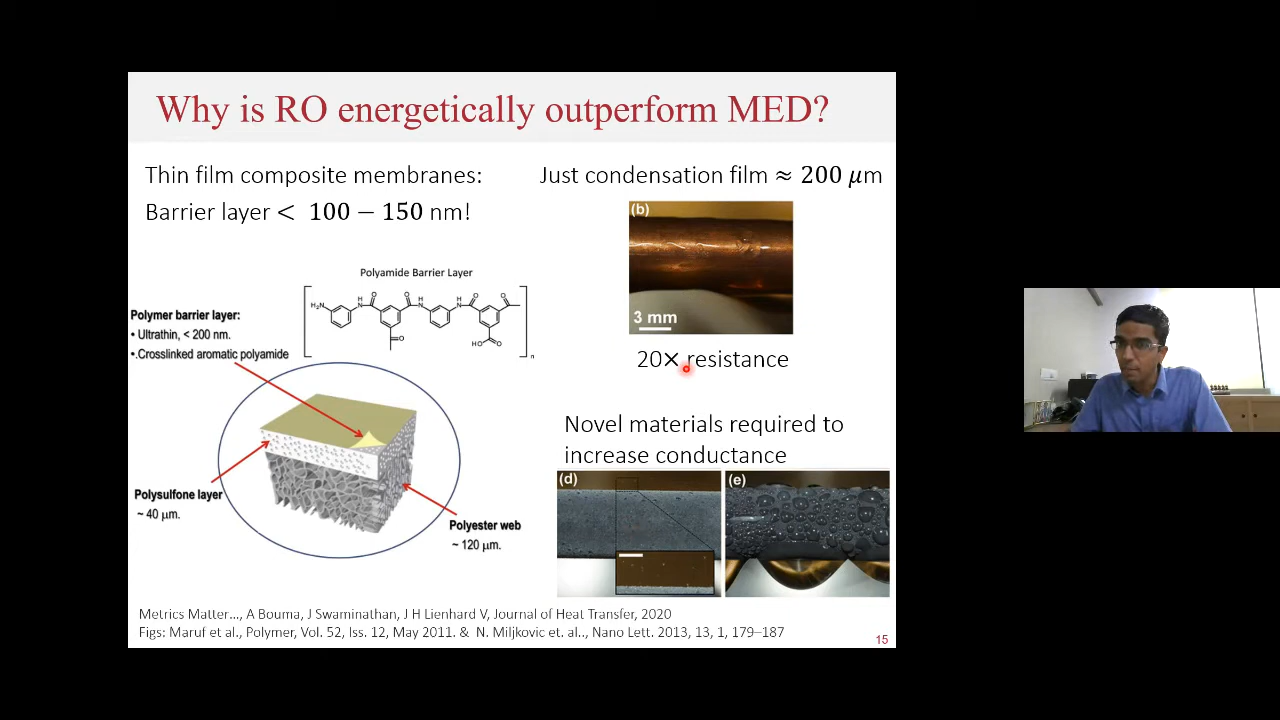 Why is RO energetically outperform MED?
Thin film composite membranes:
Barrier layer < 100 − 150 nm!
Polyamide Barrier Layer
H₂N
H
N
O
O
H
N
H
N
O
O
=O
HO
O
n
Polymer barrier layer:
• Ultrathin, < 200 nm.
•.Crosslinked aromatic polyamide
Polysulfone layer
~ 40 µm.
Polyester web
~ 120 µm.
Just condensation film ≈ 200 𝜇m
(b)
3 mm
20× resistance
Novel materials required to
increase conductance
(d)
(e)
Metrics Matter..., A Bouma, J Swaminathan, J H Lienhard V, Journal of Heat Transfer, 2020
Figs: Maruf et al., Polymer, Vol. 52, Iss. 12, May 2011. & N. Miljkovic et. al.., Nano Lett. 2013, 13, 1, 179–187
15